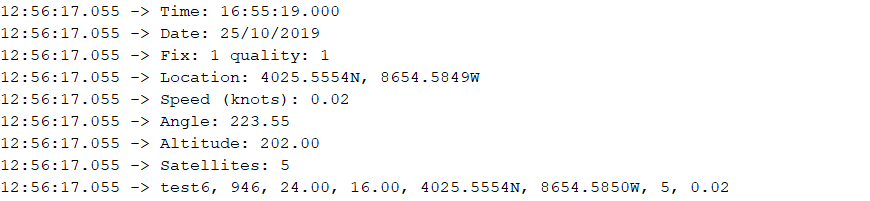 12:56:17.055 -> Time: 16:55:19.000
12:56:17.055 -> Date: 25/10/2019
12:56:17.055 -> Fix: 1 quality: 1
12:56:17.055 -> Location: 4025.5554N, 8654.5849W
12:56:17.055 -> Speed (knots): 0.02
12:56:17.055 -> Angle: 223.55
12:56:17.055 -> Altitude: 202.00
12:56:17.055 -> Satellites: 5
12:56:17.055 -> test6, 946, 24.00, 16.00, 4025.5554N, 8654.5850W, 5, 0.02